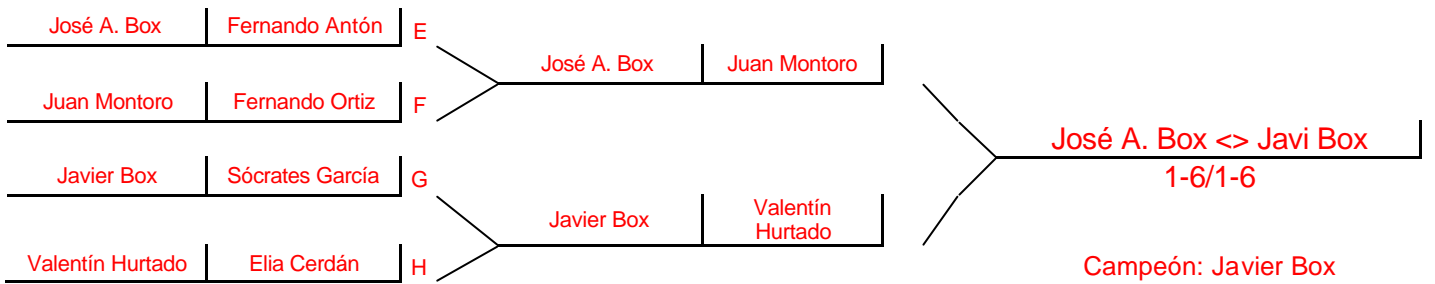 José A. Box Fernando Antón E
José A. Box Juan Montoro
Juan Montoro Fernando Ortiz F
José A. Box <> Javi Box
1-6/1-6
Javier Box Sócrates García G
Javier Box Valentín
Hurtado
Valentín Hurtado Elia Cerdán H
Campeón: Javier Box